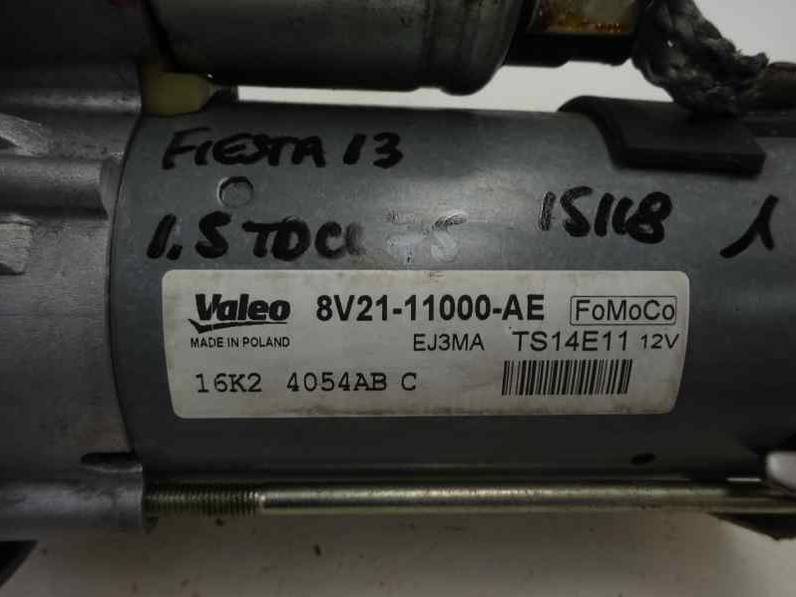 FIESTA 13
1.5 TDCI 15118 1
Valeo 8V21-11000-AE FoMoCo
MADE IN POLAND EJ3MA TS14E11 12V
16K2 4054AB C